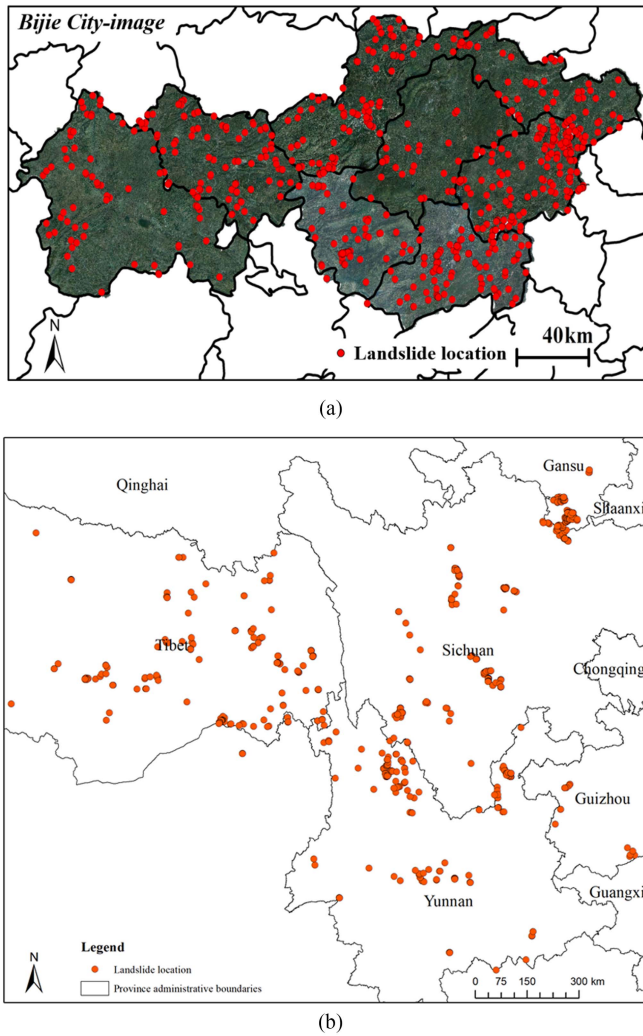 Bijie City-image
N
Landslide location
40km
(a)
Gansu
Qinghai
Shaanxi
Tibet
Sichuan
Chongqing
Guizhou
Guangxi
Yunnan
N
Legend
Landslide location
Province administrative boundaries
0 75 150 300 km
(b)